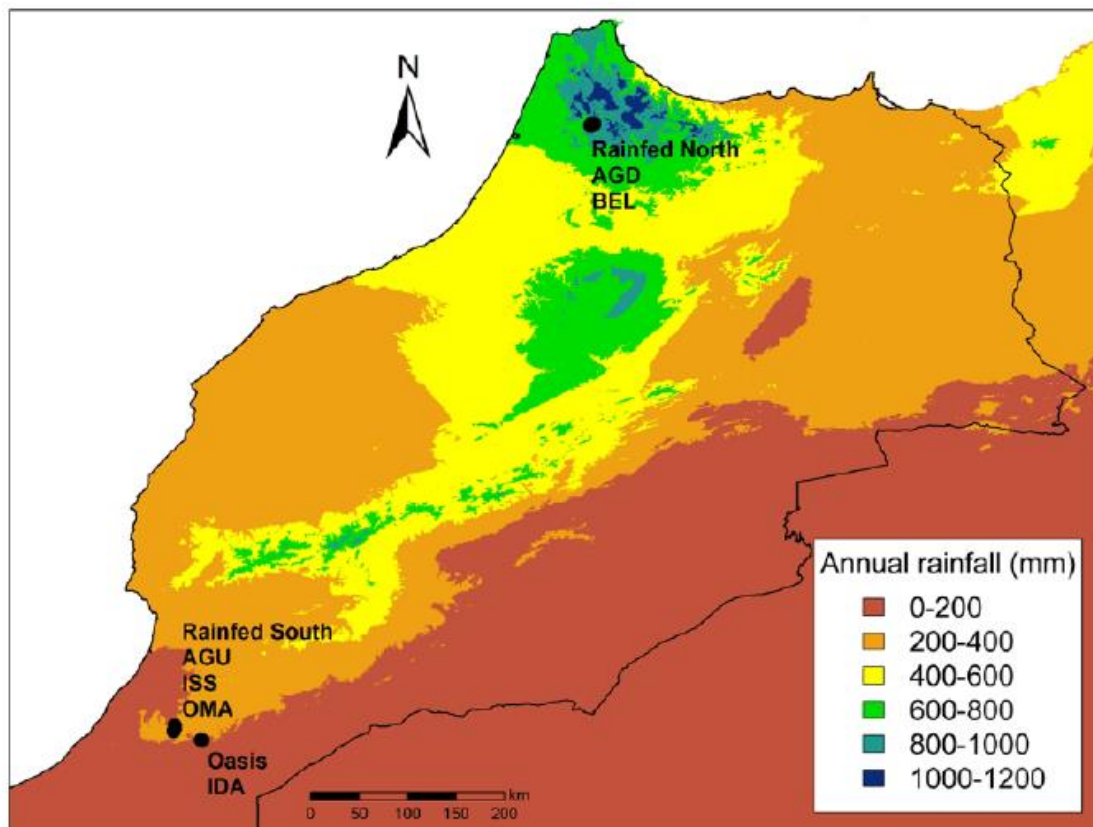 N
Rainfed North
AGD
BEL
Rainfed South
AGU
ISS
OMA
Oasis
IDA
km
0 50 100 150 200
Annual rainfall (mm)
0-200
200-400
400-600
600-800
800-1000
1000-1200